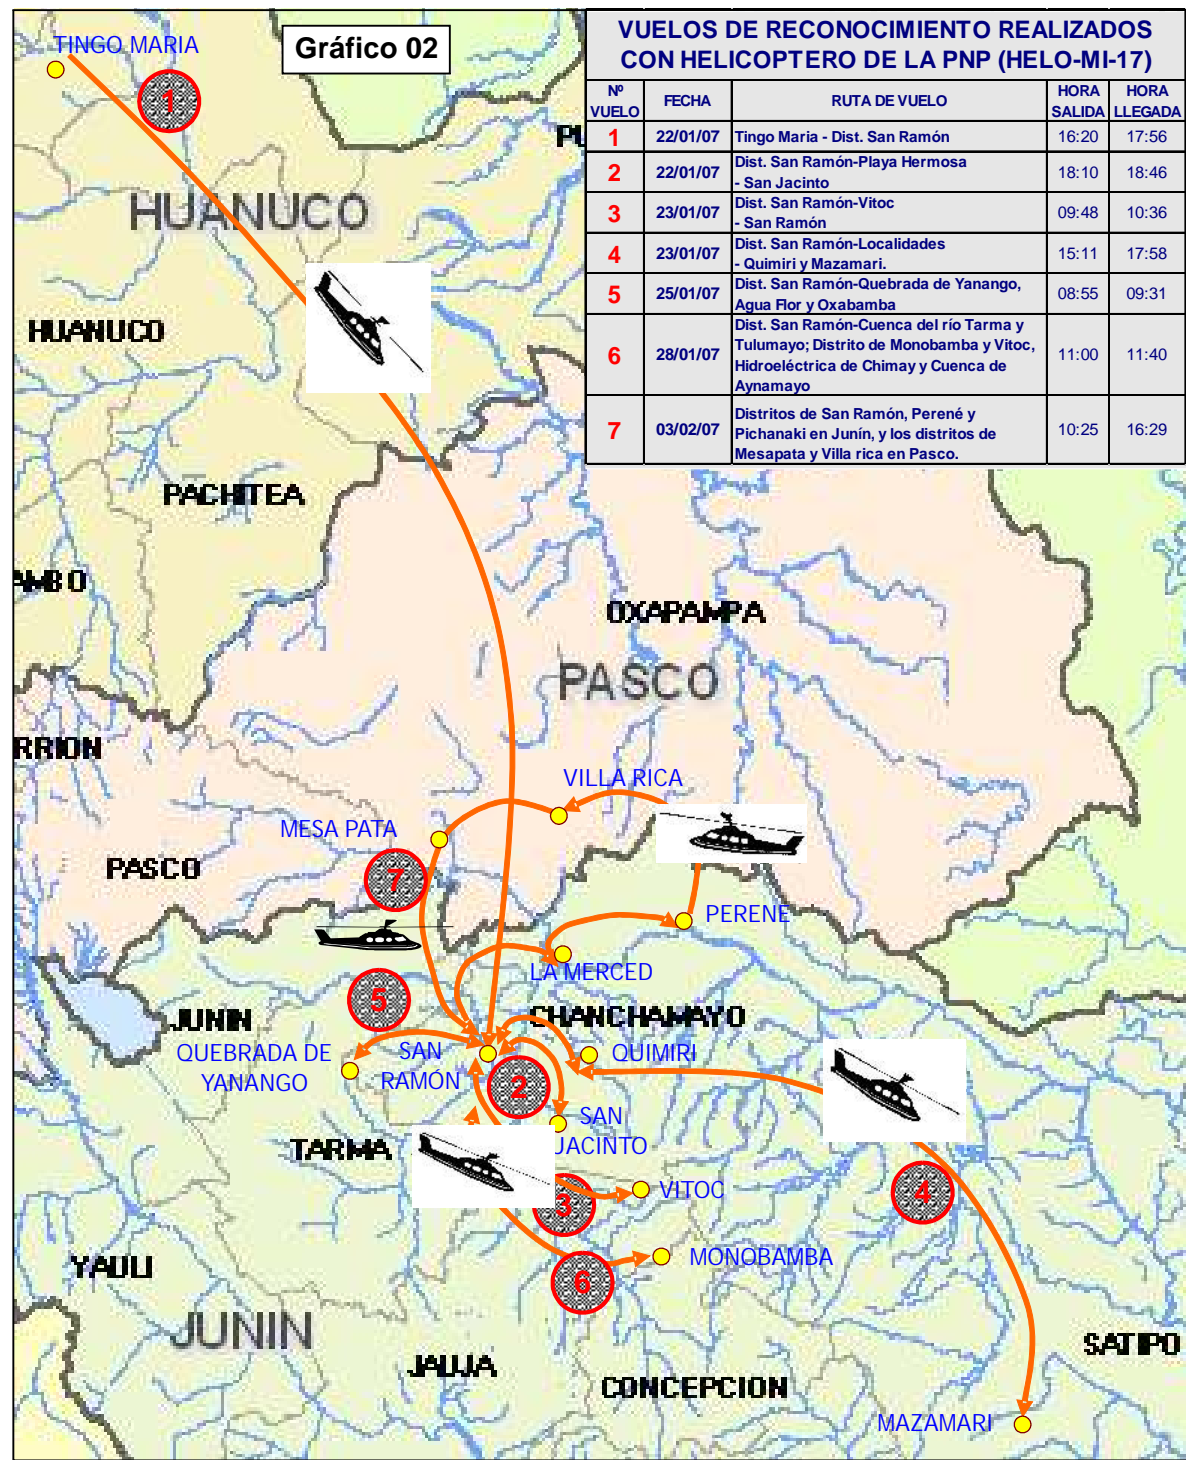 Gráfico 02
VUELOS DE RECONOCIMIENTO REALIZADOS
CON HELICOPTERO DE LA PNP (HELO-MI-17)
Nº VUELO FECHA RUTA DE VUELO HORA SALIDA HORA LLEGADA
1 22/01/07 Tingo Maria - Dist. San Ramón 16:20 17:56
2 22/01/07 Dist. San Ramón-Playa Hermosa
- San Jacinto 18:10 18:46
3 23/01/07 Dist. San Ramón-Vitoc
- San Ramón 09:48 10:36
4 23/01/07 Dist. San Ramón-Localidades
- Quimiri y Mazamari. 15:11 17:58
5 25/01/07 Dist. San Ramón-Quebrada de Yanango,
Agua Flor y Oxabamba 08:55 09:31
6 28/01/07 Dist. San Ramón-Cuenca del río Tarma y
Tulumayo; Distrito de Monobamba y Vitoc,
Hidroeléctrica de Chimay y Cuenca de
Aynamayo 11:00 11:40
7 03/02/07 Distritos de San Ramón, Perené y
Pichanaki en Junín, y los distritos de
Mesapata y Villa rica en Pasco. 10:25 16:29
TINGO MARIA
1
PU
HUANUCO
HUANUCO
PACHITEA
AMBO
OXAPAMPA
PASCO
RRION
VILLA RICA
MESA PATA
PASCO
7
PERENE
LA MERCED
5
JUNIN
CHANCHAMAYO
QUEBRADA DE
YANANGO
SAN
RAMÓN
QUIMIRI
2
SAN
JACINTO
TARMA
VITOC
3
4
MONOBAMBA
6
YAULI
JUNIN
JAUJA
SATIPO
CONCEPCION
MAZAMARI